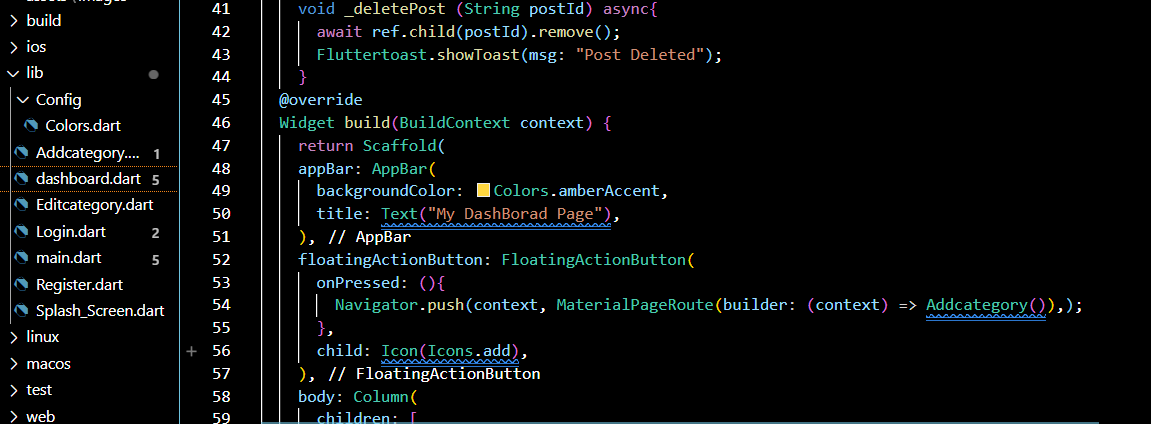 build
ios
lib
Config
Colors.dart
Addcategory.... 1
dashboard.dart 5
Editcategory.dart
Login.dart 2
main.dart 5
Register.dart
Splash_Screen.dart
linux
macos
test
web
41 void _deletePost (String postId) async{
42 await ref.child(postId).remove();
43 Fluttertoast.showToast(msg: "Post Deleted");
44 }
45 @override
46 Widget build(BuildContext context) {
47 return Scaffold(
48 appBar: AppBar(
49 backgroundColor: Colors.amberAccent,
50 title: Text("My DashBorad Page"),
51 ), // AppBar
52 floatingActionButton: FloatingActionButton(
53 onPressed: (){
54 Navigator.push(context, MaterialPageRoute(builder: (context) => Addcategory()),);
55 },
56 child: Icon(Icons.add),
57 ), // FloatingActionButton
58 body: Column(
59 children: [